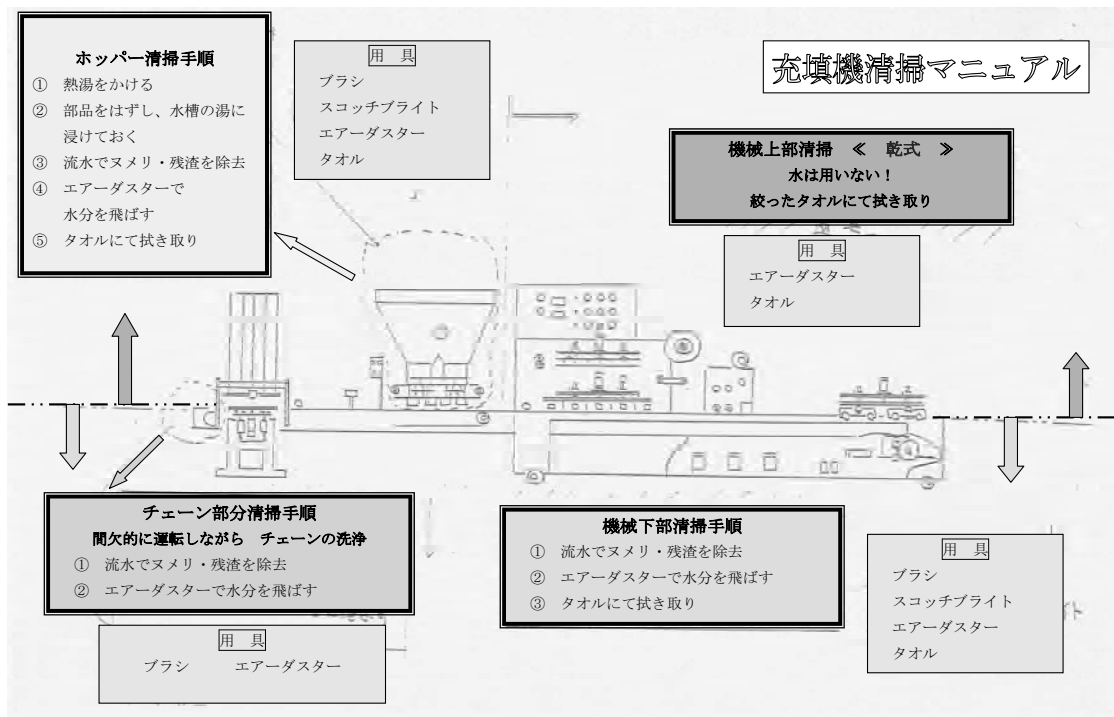 充填機清掃マニュアル
ホッパー清掃手順
① 熱湯をかける
② 部品をはずし、水槽の湯に
浸けておく
③ 流水でヌメリ・残渣を除去
④ エアーダスターで
水分を飛ばす
⑤ タオルにて拭き取り
用 具
ブラシ
スコッチブライト
エアーダスター
タオル
機械上部清掃 ≪ 乾式 ≫
水は用いない！
絞ったタオルにて拭き取り
用 具
エアーダスター
タオル
チェーン部分清掃手順
間欠的に運転しながら チェーンの洗浄
① 流水でヌメリ・残渣を除去
② エアーダスターで水分を飛ばす
用 具
ブラシ エアーダスター
機械下部清掃手順
① 流水でヌメリ・残渣を除去
② エアーダスターで水分を飛ばす
③ タオルにて拭き取り
用 具
ブラシ
スコッチブライト
エアーダスター
タオル